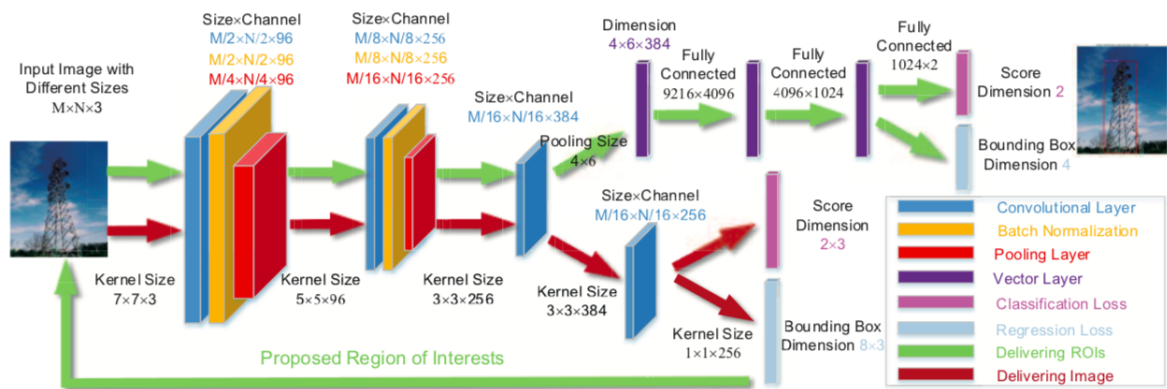 Input Image with
Different Sizes
M×N×3
Size×Channel
M/2×N/2×96
M/2×N/2×96
M/4×N/4×96
Size×Channel
M/8×N/8×256
M/8×N/8×256
M/16×N/16×256
Size×Channel
M/16×N/16×384
Pooling Size
4×6
Dimension
4×6×384
Fully
Connected
9216×4096
Fully
Connected
4096×1024
Fully
Connected
1024×2
Score
Dimension 2
Bounding Box
Dimension 4
Size×Channel
M/16×N/16×256
Score
Dimension
2×3
Kernel Size
7×7×3
Kernel Size
5×5×96
Kernel Size
3×3×256
Kernel Size
3×3×384
Kernel Size
1×1×256
Bounding Box
Dimension 8×3
Proposed Region of Interests
Convolutional Layer
Batch Normalization
Pooling Layer
Vector Layer
Classification Loss
Regression Loss
Delivering ROIs
Delivering Image